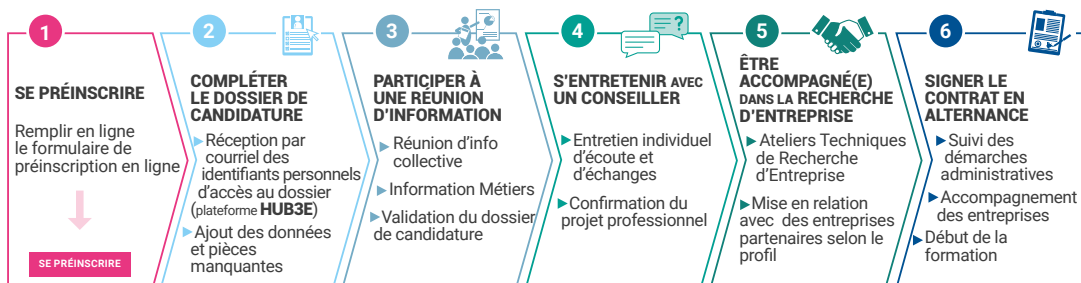 1
SE PRÉINSCRIRE
Remplir en ligne
le formulaire de
préinscription en ligne
SE PRÉINSCRIRE
2
COMPLÉTER
LE DOSSIER DE
CANDIDATURE
▶Réception par
courriel des
identifiants personnels
d'accès au dossier
(plateforme HUB3E)
▶Ajout des données
et pièces
manquantes
3
PARTICIPER À
UNE RÉUNION
D'INFORMATION
▶Réunion d'info
collective
▶Information Métiers
▶Validation du dossier
de candidature
4
?
S'ENTRETENIR AVEC
UN CONSEILLER
▶Entretien individuel
d'écoute et
d'échanges
▶Confirmation du
projet professionnel
5
ÊTRE
ACCOMPAGNÉ(E)
DANS LA RECHERCHE
D'ENTREPRISE
▶Ateliers Techniques
de Recherche
d'Entreprise
▶Mise en relation
avec des entreprises
partenaires selon le
profil
6
SIGNER LE
CONTRAT EN
ALTERNANCE
▶Suivi des
démarches
administratives
▶Accompagnement
des entreprises
▶Début de la
formation